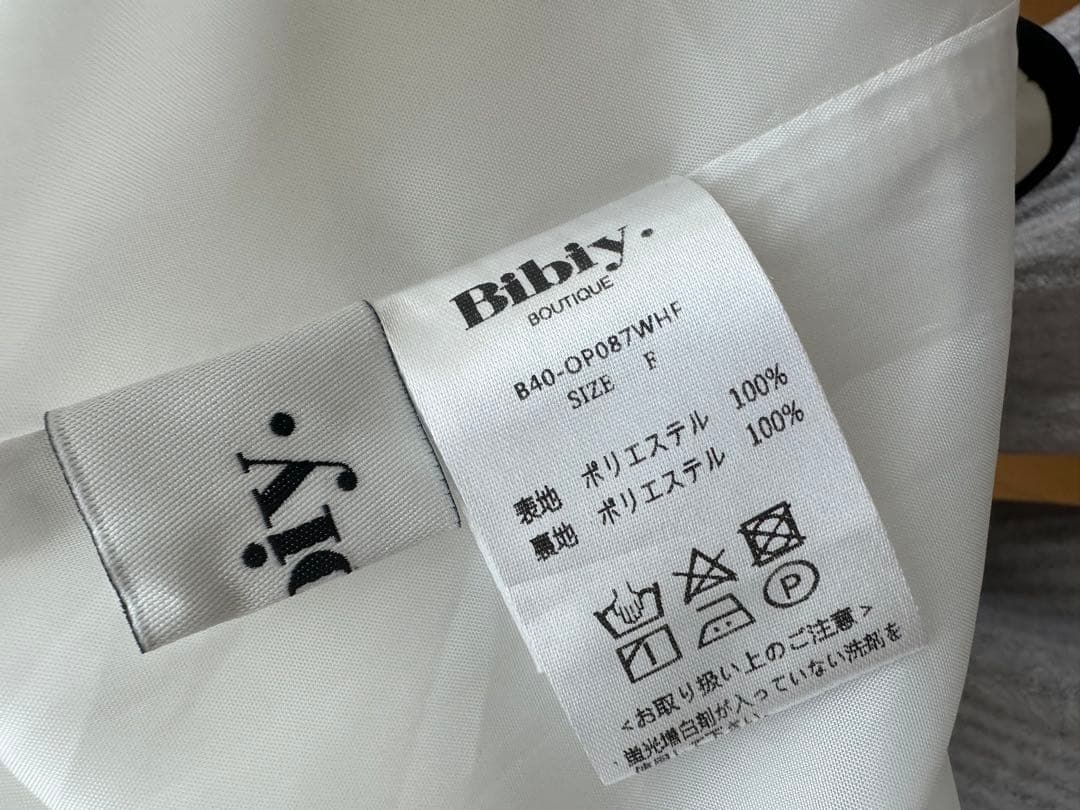 Bibiy.
BOUTIQUE
B40-OP087WHF
SIZE F
表地 ポリエステル 100%
裏地 ポリエステル 100%
P
<お取り扱い上のご注意>
・蛍光増白剤が入っていない洗剤を
biy.